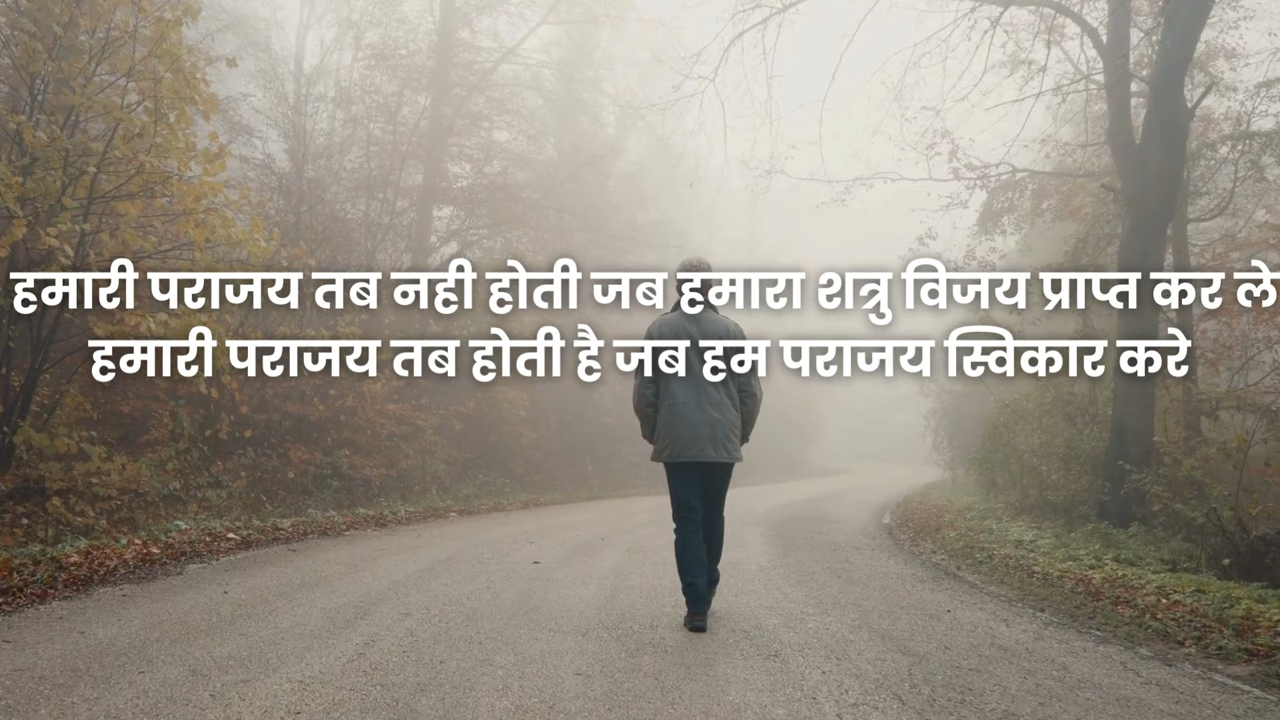 हमारी पराजय तब नही होती जब हमारा शत्रु विजय प्राप्त कर ले
हमारी पराजय तब होती है जब हम पराजय स्विकार करे